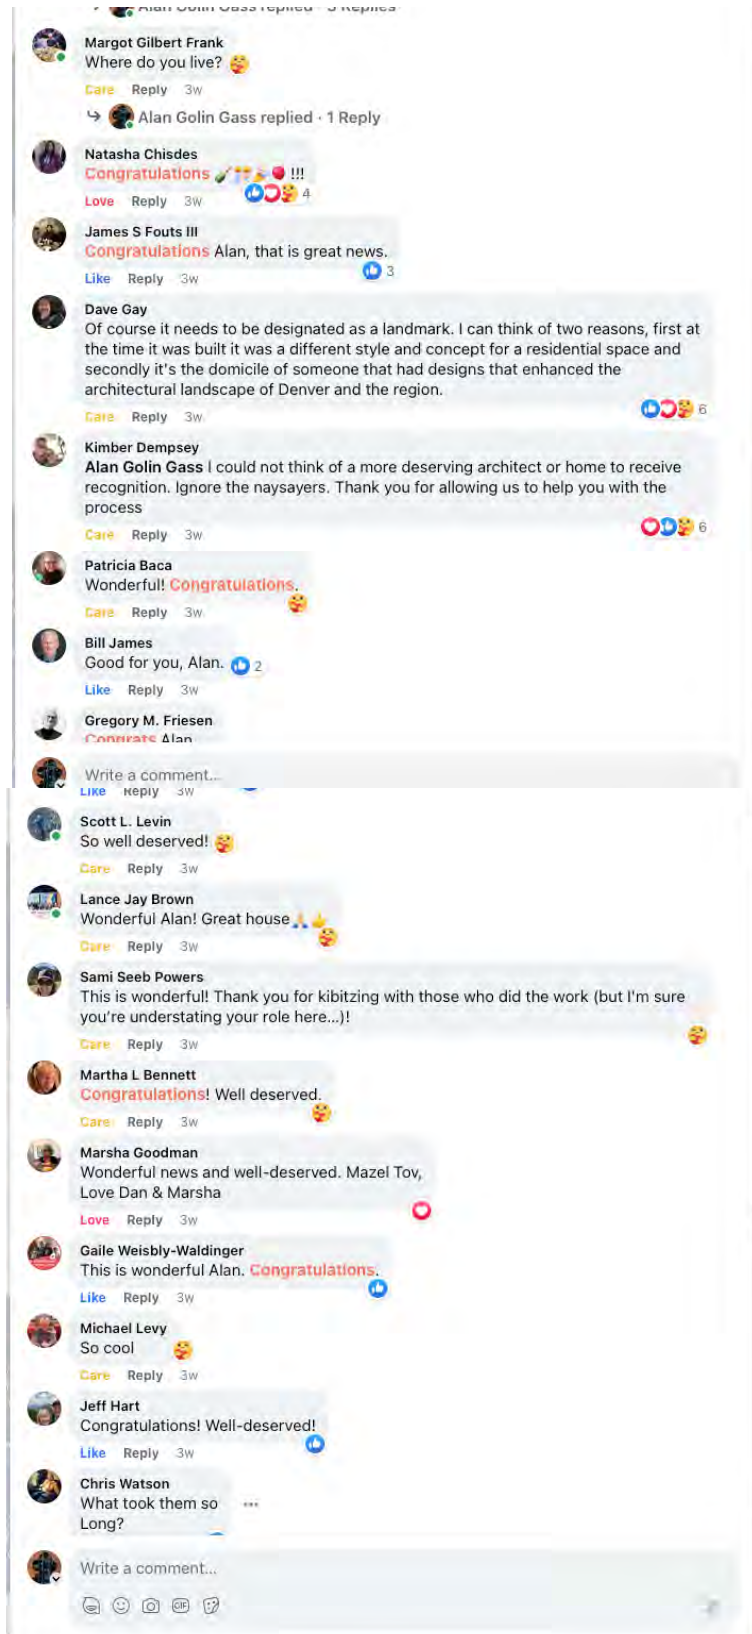 Alan Golin Gass replied · 3 Replies
Margot Gilbert Frank
Where do you live?
Care Reply 3w
Alan Golin Gass replied · 1 Reply
Natasha Chisdes
Congratulations !!!
Love Reply 3w 4
James S Fouts III
Congratulations Alan, that is great news.
Like Reply 3w 3
Dave Gay
Of course it needs to be designated as a landmark. I can think of two reasons, first at
the time it was built it was a different style and concept for a residential space and
secondly it's the domicile of someone that had designs that enhanced the
architectural landscape of Denver and the region.
Care Reply 3w 6
Kimber Dempsey
Alan Golin Gass I could not think of a more deserving architect or home to receive
recognition. Ignore the naysayers. Thank you for allowing us to help you with the
process
Care Reply 3w 6
Patricia Baca
Wonderful! Congratulations.
Care Reply 3w
Bill James
Good for you, Alan. 2
Like Reply 3w
Gregory M. Friesen
Congrats Alan
Write a comment...
Like Reply 3w
Scott L. Levin
So well deserved!
Care Reply 3w
Lance Jay Brown
Wonderful Alan! Great house
Care Reply 3w
Sami Seeb Powers
This is wonderful! Thank you for kibitzing with those who did the work (but I'm sure
you're understating your role here...)!
Care Reply 3w
Martha L Bennett
Congratulations! Well deserved.
Care Reply 3w
Marsha Goodman
Wonderful news and well-deserved. Mazel Tov,
Love Dan & Marsha
Love Reply 3w
Gaile Weisbly-Waldinger
This is wonderful Alan. Congratulations.
Like Reply 3w
Michael Levy
So cool
Care Reply 3w
Jeff Hart
Congratulations! Well-deserved!
Like Reply 3w
Chris Watson
What took them so
Long?
Write a comment...
GIF